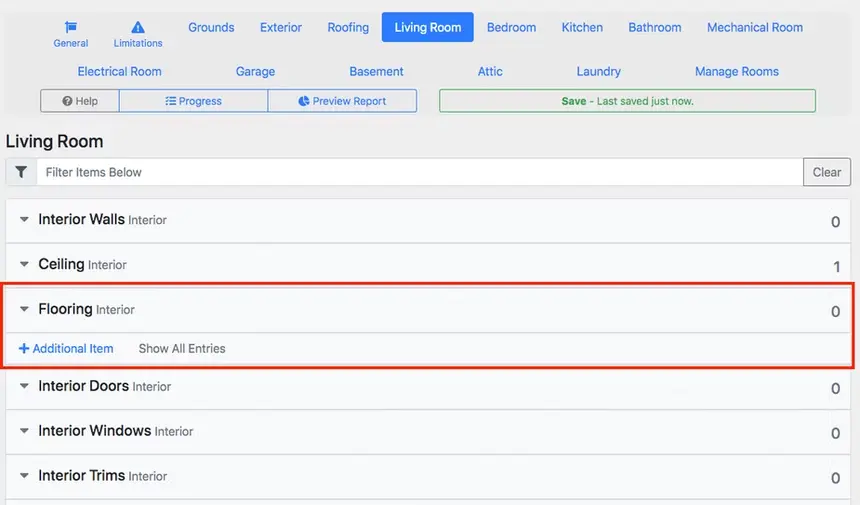 General Limitations Grounds Exterior Roofing Living Room Bedroom Kitchen Bathroom Mechanical Room
Electrical Room Garage Basement Attic Laundry Manage Rooms
Help Progress Preview Report Save - Last saved just now.
Living Room
Filter Items Below Clear
Interior Walls Interior 0
Ceiling Interior 1
Flooring Interior 0
+ Additional Item Show All Entries
Interior Doors Interior 0
Interior Windows Interior 0
Interior Trims Interior 0